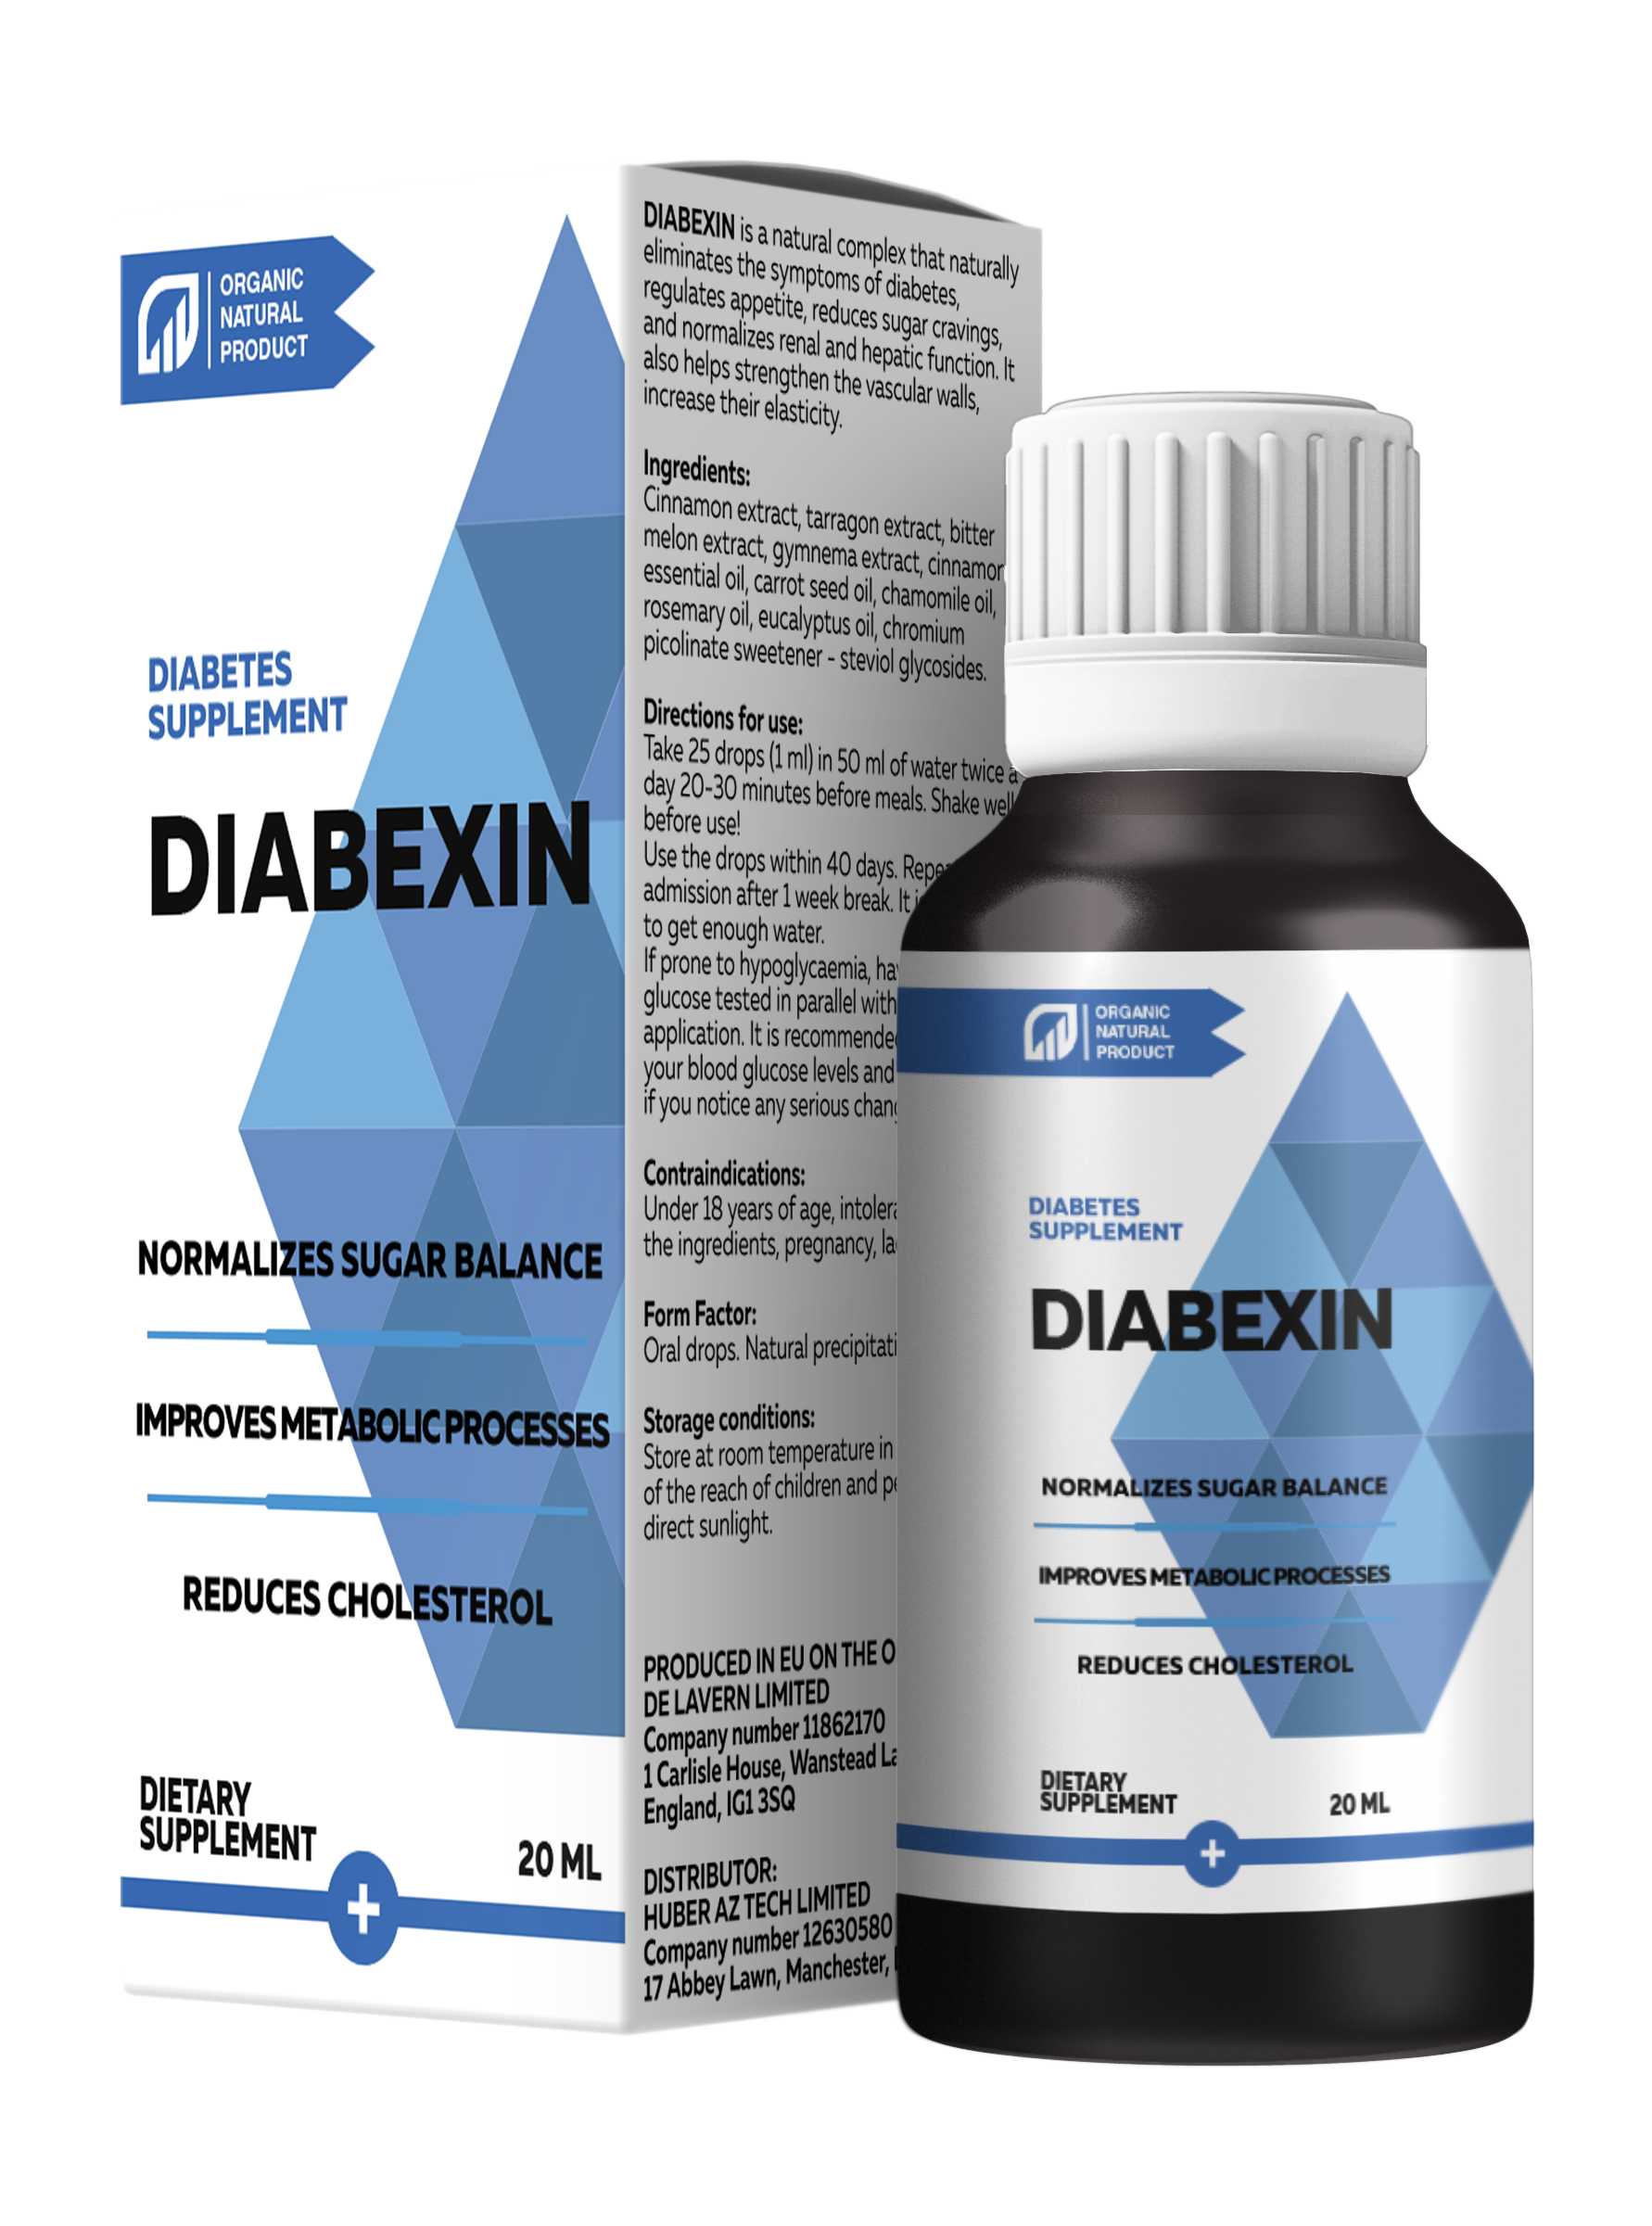 ORGANIC
NATURAL
PRODUCT
DIABETES
SUPPLEMENT
DIABEXIN
NORMALIZES SUGAR BALANCE
IMPROVES METABOLIC PROCESSES
REDUCES CHOLESTEROL
DIETARY
SUPPLEMENT
20 ML
DIABEXIN is a natural complex that naturally
eliminates the symptoms of diabetes,
regulates appetite, reduces sugar cravings,
and normalizes renal and hepatic function. It
also helps strengthen the vascular walls,
increase their elasticity.
Ingredients:
Cinnamon extract, tarragon extract, bitter
melon extract, gymnema extract, cinnamon
essential oil, carrot seed oil, chamomile oil,
rosemary oil, eucalyptus oil, chromium
picolinate sweetener - steviol glycosides.
Directions for use:
Take 25 drops (1 ml) in 50 ml of water twice a
day 20-30 minutes before meals. Shake well
before use!
Use the drops within 40 days.
admission after 1 week break. It
to get enough water.
If prone to hypoglycaemia,
glucose tested in parallel with
application. It is
your blood glucose levels and
if you notice any serious
Contraindications:
Under 18 years of age,
the ingredients, pregnancy,
Form Factor:
Oral drops. Natural
Storage conditions:
Store at room temperature in
of the reach of children and
direct sunlight.
PRODUCED IN EU ON THE
DE LAVERN LIMITED
Company number 11862170
1 Carlisle House, Wanstead
England, IG1 3SQ
DISTRIBUTOR:
HUBER AZ TECH LIMITED
Company number 12630580
17 Abbey Lawn, Manchester,
ORGANIC
NATURAL
PRODUCT
DIABETES
SUPPLEMENT
DIABEXIN
NORMALIZES SUGAR BALANCE
IMPROVES METABOLIC PROCESSES
REDUCES CHOLESTEROL
DIETARY
SUPPLEMENT
20 ML